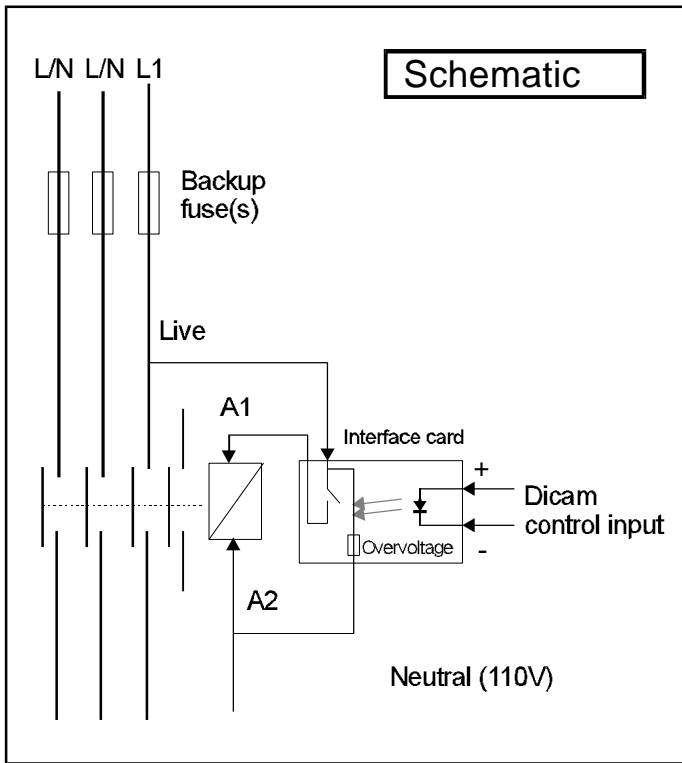 Schematic
L/N L/N L1
Backup
fuse(s)
Live
A1
Interface card
+
Dicam
control input
-
Overvoltage
A2
Neutral (110V)